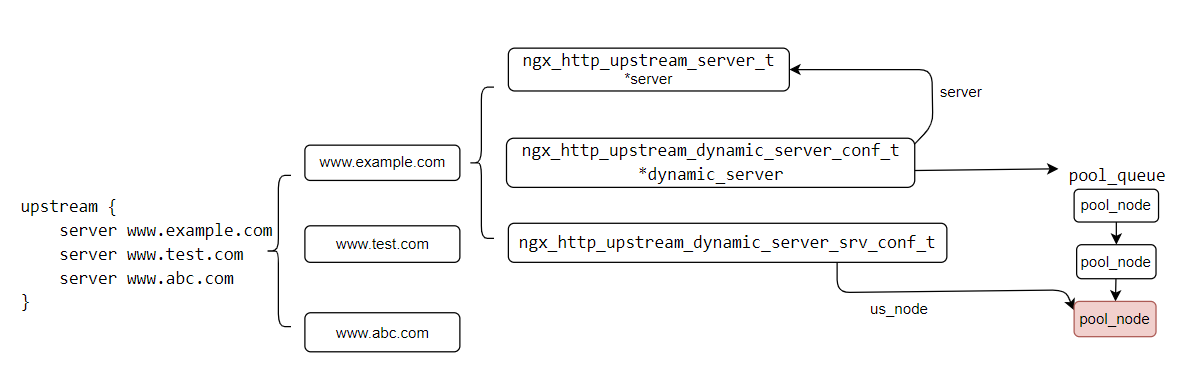 upstream {
server www.example.com
server www.test.com
server www.abc.com
}
www.example.com
www.test.com
www.abc.com
ngx_http_upstream_server_t
*server
server
ngx_http_upstream_dynamic_server_conf_t
*dynamic_server
ngx_http_upstream_dynamic_server_srv_conf_t
us_node
pool_queue
pool_node
pool_node
pool_node